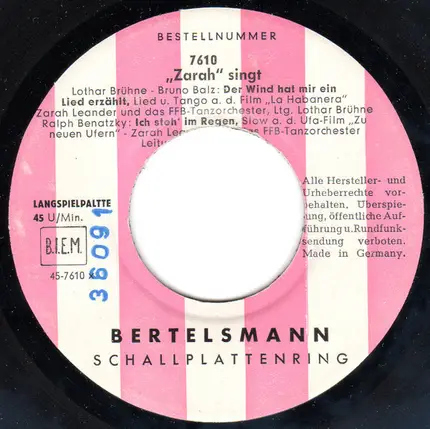 BESTELLNUMMER
7610
„Zarah“ singt
Lothar Brühne - Bruno Balz: Der Wind hat mir ein
Lied erzählt, Lied u. Tango a. d. Film „La Habanera“
Zarah Leander und das FFB-Tanzorchester, Ltg. Lothar Brühne
Ralph Benatzky: Ich steh' im Regen, Slow a. d. Ufa-Film „Zu
neuen Ufern“ - Zarah Leander FFB-Tanzorchester
Leitu
Alle Hersteller- und
Urheberrechte vor-
behalten, Überspie-
lung, öffentliche Auf-
führung u. Rundfunk-
sendung verboten.
Made in Germany.
LANGSPIELPALTTE
45 U/Min.
B.I.E.M.
45-7610
36091
BERTELSMANN
SCHALLPLATTENRING